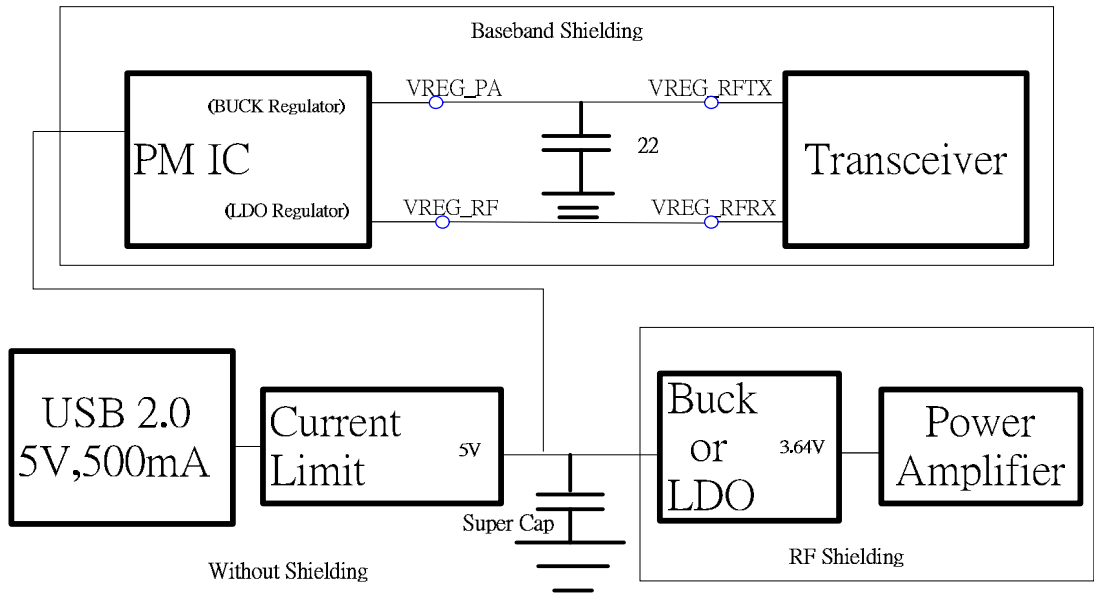 Baseband Shielding
(BUCK Regulator)
PM IC
(LDO Regulator)
VREG_PA
VREG_RFTX
22
VREG_RF
VREG_RFRX
Transceiver
USB 2.0
5V,500mA
Current
Limit
5V
Super Cap
Without Shielding
Buck
or
LDO
3.64V
Power
Amplifier
RF Shielding